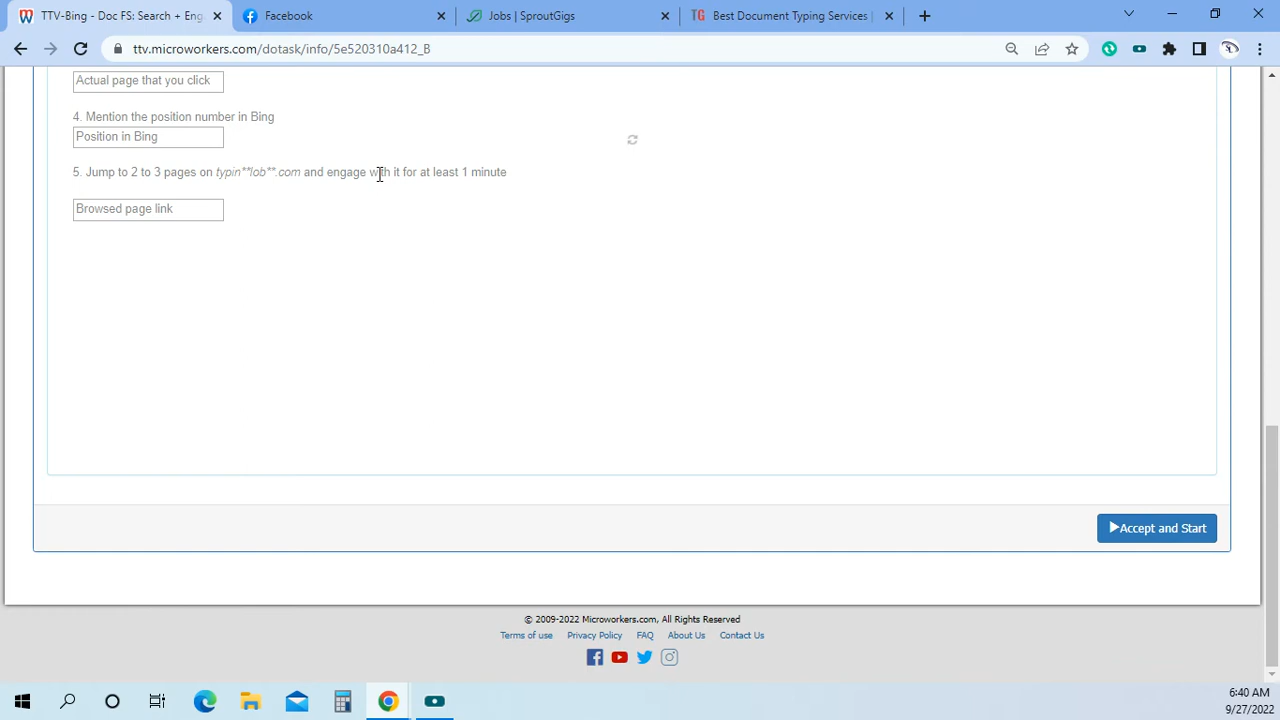 TTV-Bing - Doc FS: Search + Eng
Facebook
Jobs | SproutGigs
TG Best Document Typing Services |
ttv.microworkers.com/dotask/info/5e520310a412_B
Actual page that you click
4. Mention the position number in Bing
Position in Bing
5. Jump to 2 to 3 pages on typin**lob**.com and engage with it for at least 1 minute
Browsed page link
Accept and Start
© 2009-2022 Microworkers.com, All Rights Reserved
Terms of use Privacy Policy FAQ About Us Contact Us
6:40 AM
9/27/2022